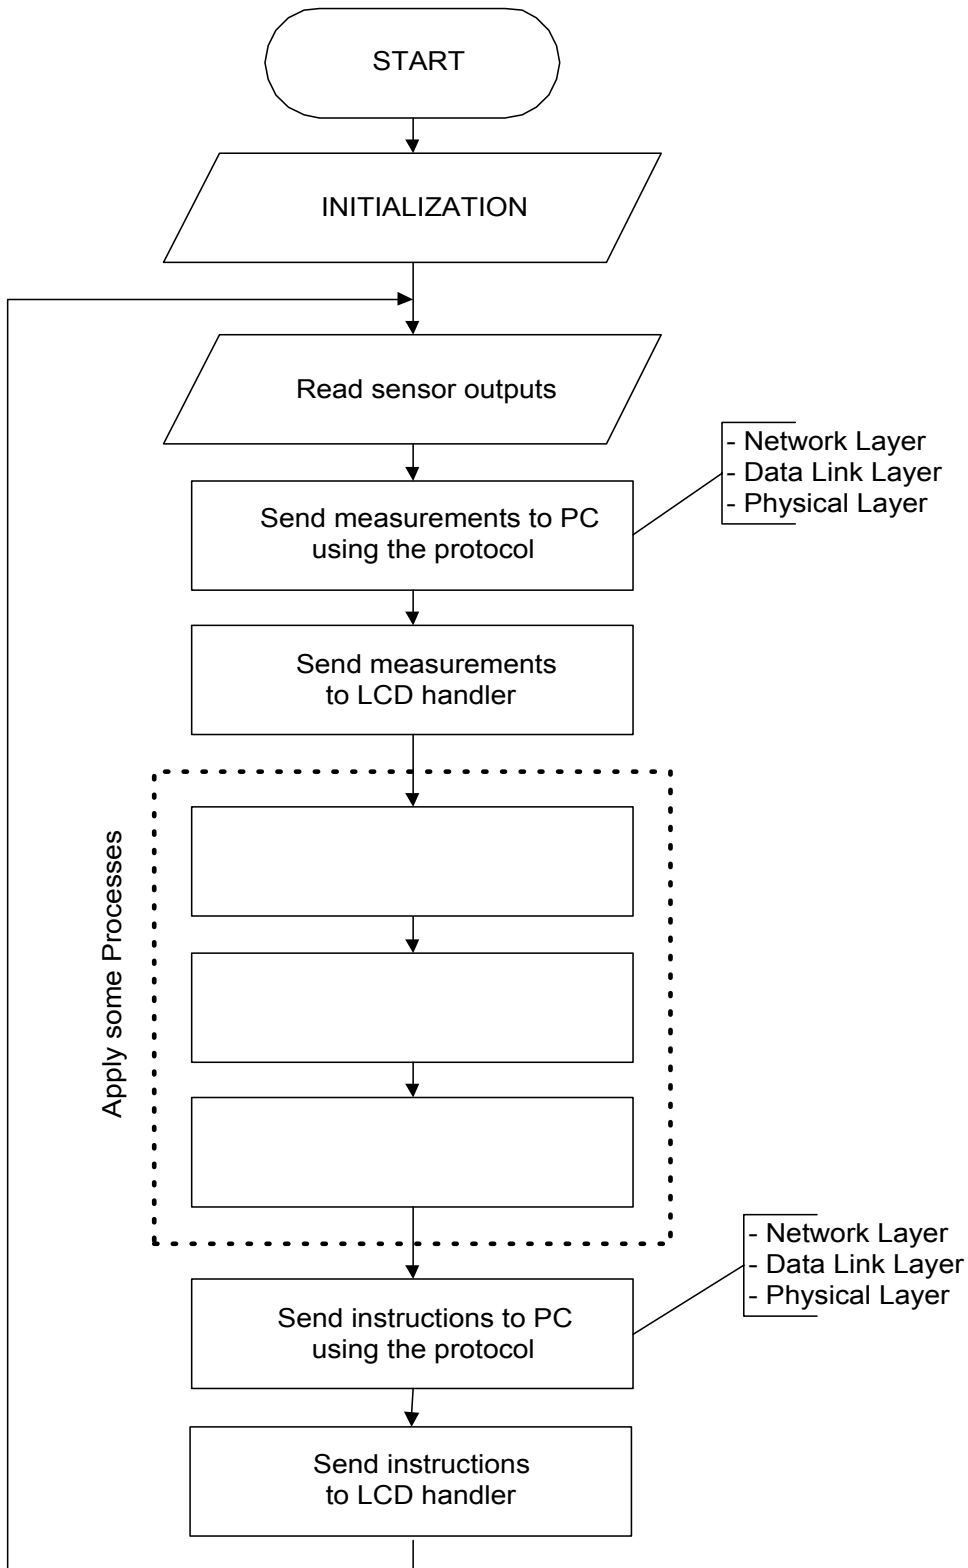 START
INITIALIZATION
Read sensor outputs
- Network Layer
- Data Link Layer
- Physical Layer
Send measurements to PC
using the protocol
Send measurements
to LCD handler
Apply some Processes
- Network Layer
- Data Link Layer
- Physical Layer
Send instructions to PC
using the protocol
Send instructions
to LCD handler